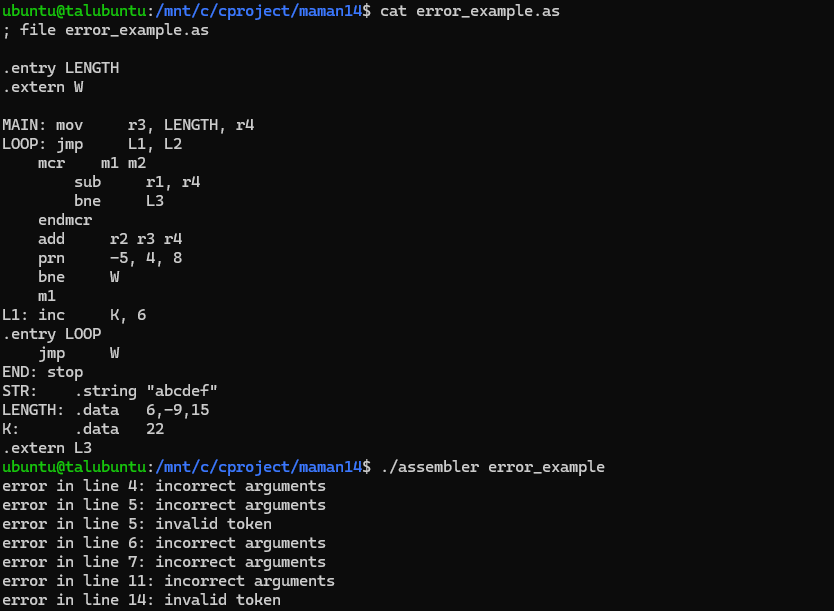 ubuntu@talubuntu:/mnt/c/cproject/maman14$ cat error_example.as
; file error_example.as
.entry LENGTH
.extern W
MAIN: mov     r3, LENGTH, r4
LOOP: jmp     L1, L2
    mcr    m1 m2
        sub     r1, r4
        bne     L3
    endmcr
    add     r2 r3 r4
    prn     -5, 4, 8
    bne     W
    m1
L1: inc     K, 6
.entry LOOP
    jmp     W
END: stop
STR:    .string "abcdef"
LENGTH: .data   6,-9,15
K:      .data   22
.extern L3
ubuntu@talubuntu:/mnt/c/cproject/maman14$ ./assembler error_example
error in line 4: incorrect arguments
error in line 5: incorrect arguments
error in line 5: invalid token
error in line 6: incorrect arguments
error in line 7: incorrect arguments
error in line 11: incorrect arguments
error in line 14: invalid token